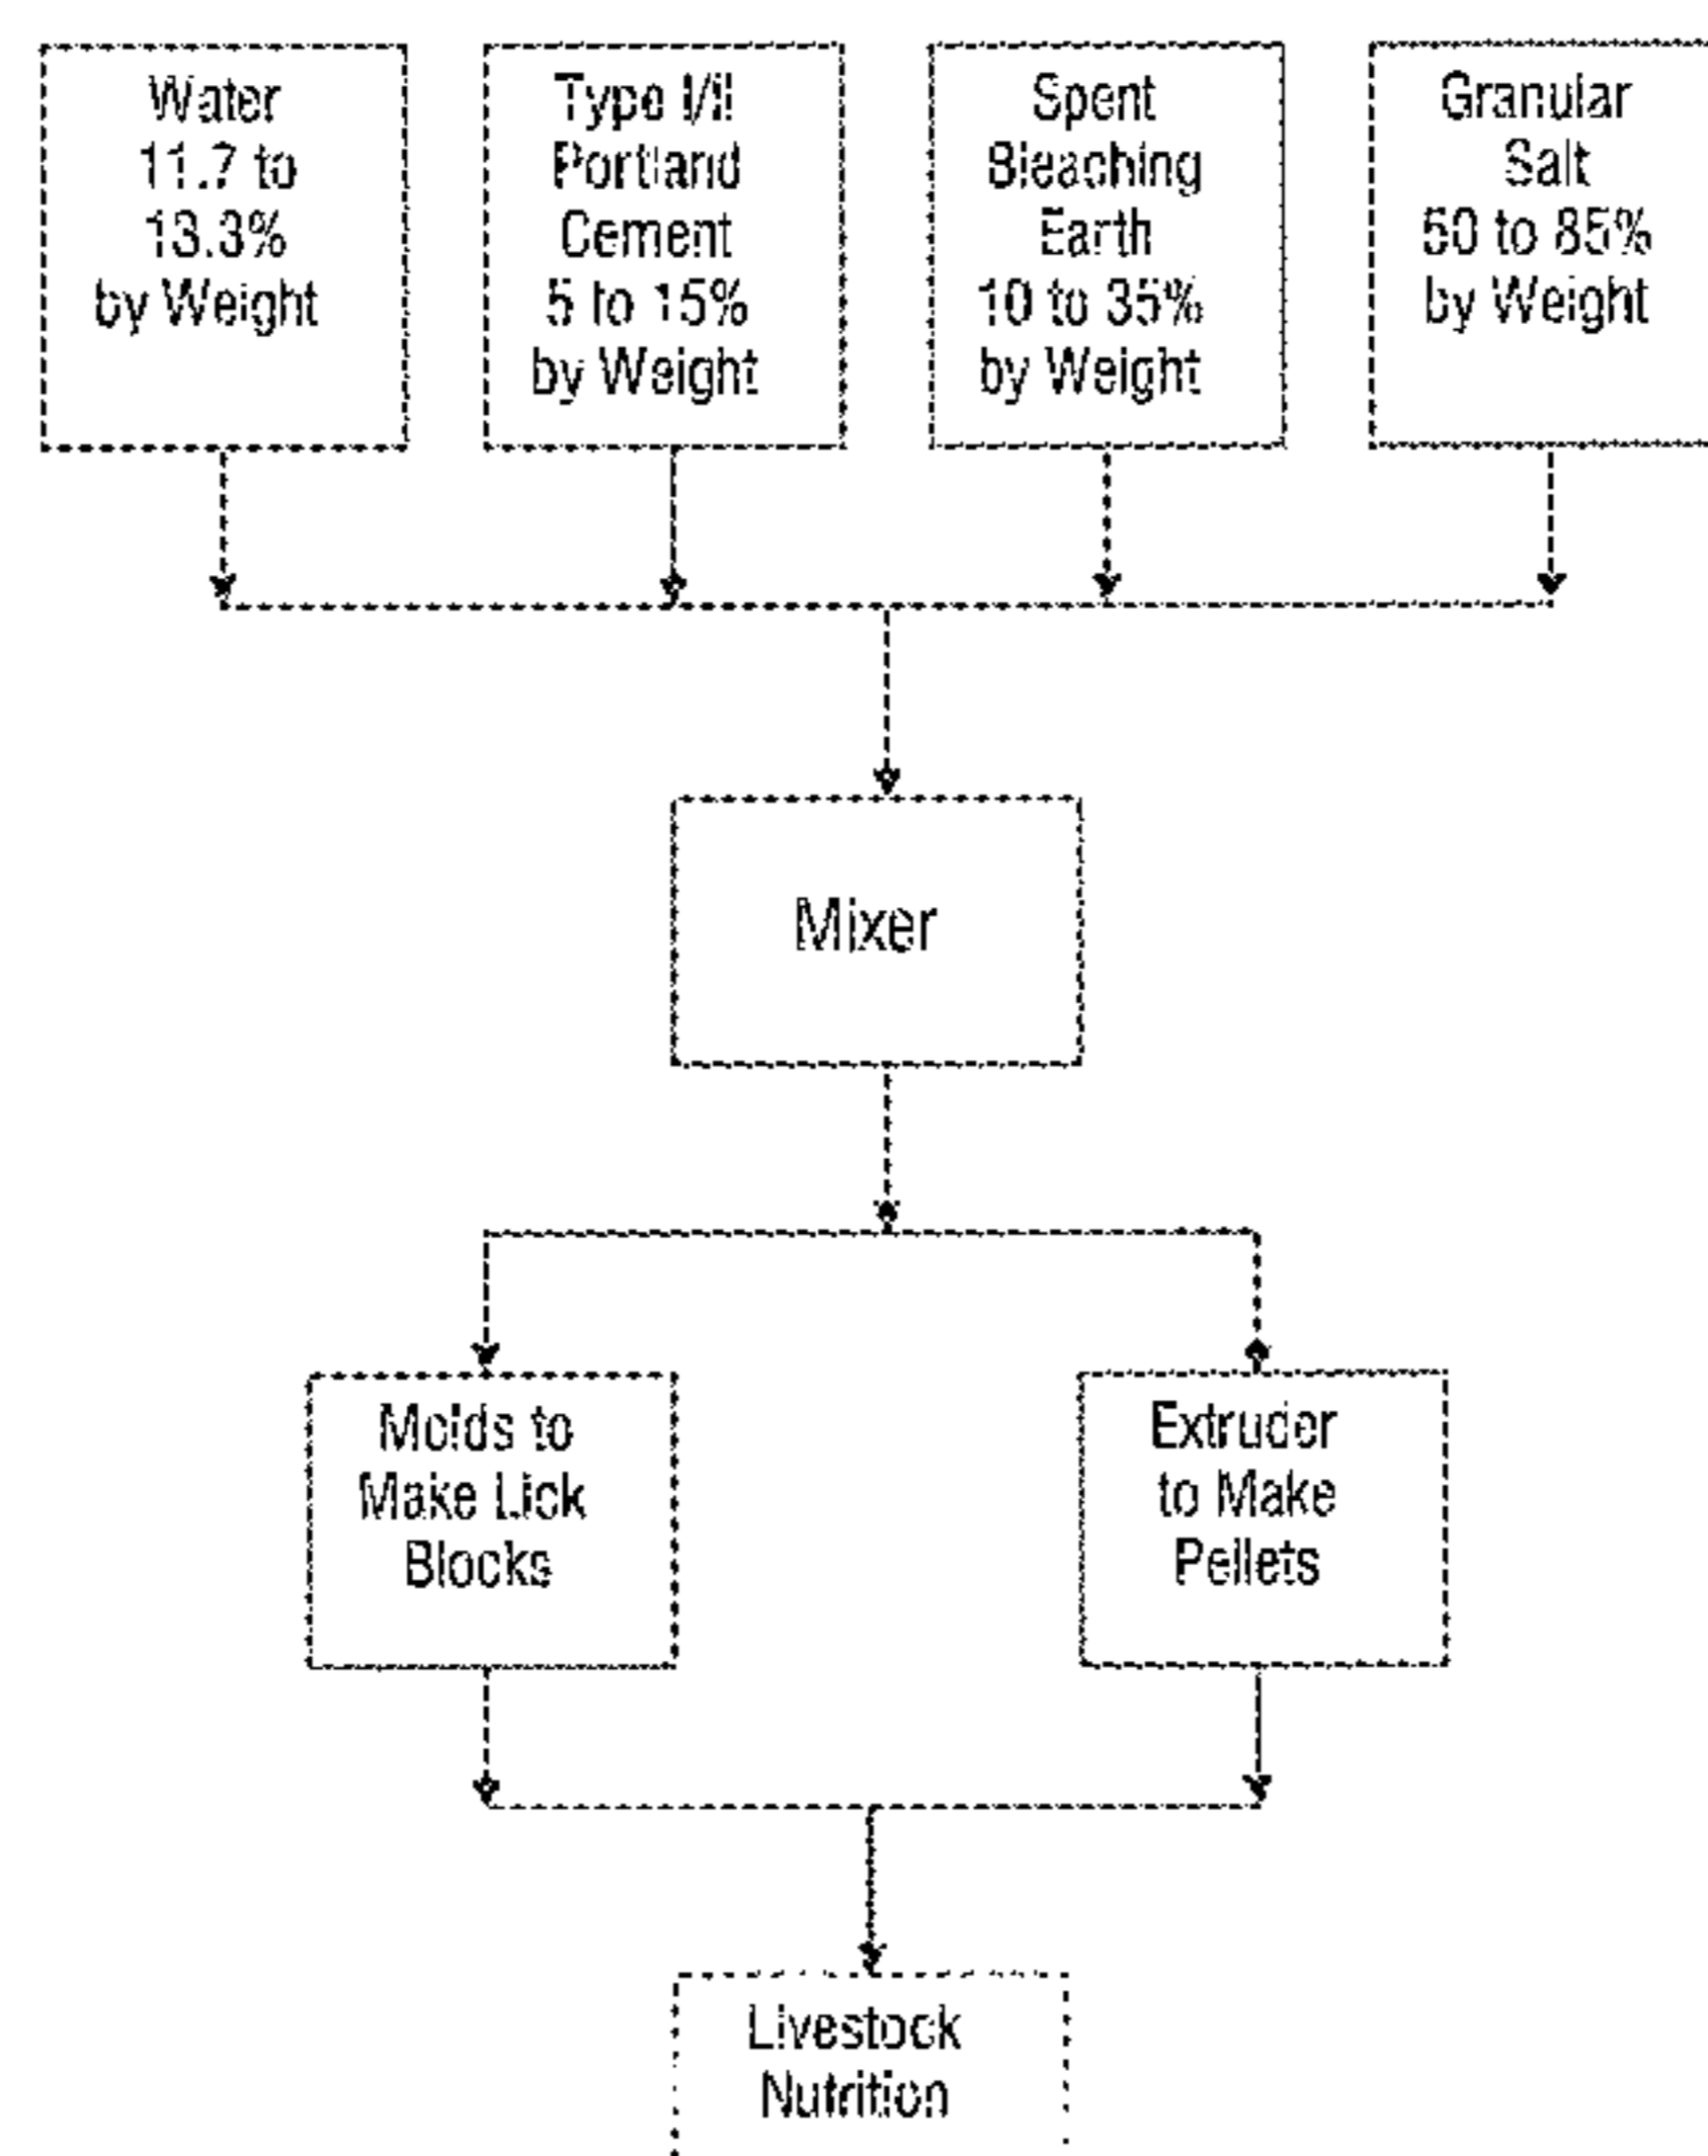 Water
11.7 to
13.3%
by Weight
Type I/II
Portland
Cement
5 to 15%
by Weight
Spent
Bleaching
Earth
10 to 35%
by Weight
Granular
Salt
50 to 85%
by Weight
Mixer
Molds to
Make Lick
Blocks
Extruder
to Make
Pellets
Livestock
Nutrition